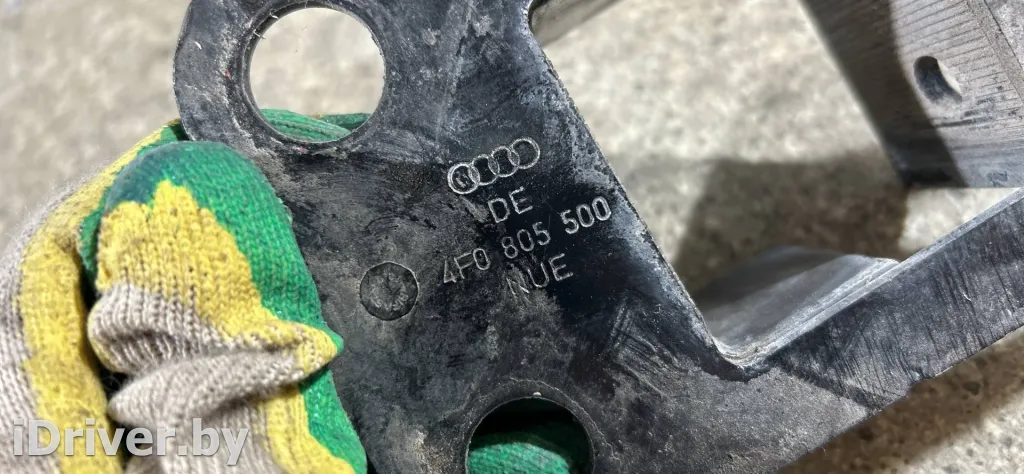 DE
4F0 805 500
NUE
iDriver.by